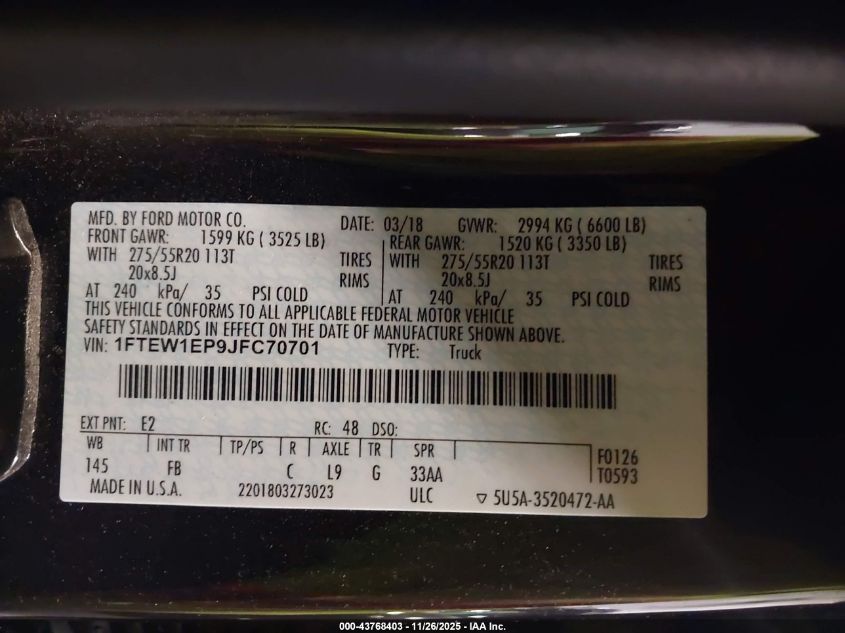 MFD. BY FORD MOTOR CO. DATE: 03/18 GVWR: 2994 KG ( 6600 LB)
FRONT GAWR: 1599 KG ( 3525 LB) REAR GAWR: 1520 KG ( 3350 LB)
WITH 275/55R20 113T TIRES WITH 275/55R20 113T TIRES
20x8.5J RIMS 20x8.5J RIMS
AT 240 kPa/ 35 PSI COLD AT 240 kPa/ 35 PSI COLD
THIS VEHICLE CONFORMS TO ALL APPLICABLE FEDERAL MOTOR VEHICLE
SAFETY STANDARDS IN EFFECT ON THE DATE OF MANUFACTURE SHOWN ABOVE.
VIN: 1FTEW1EP9JFC70701 TYPE: Truck
EXT PNT: E2 RC: 48 DSO:
WB INT TR TP/PS R AXLE TR SPR F0126
145 FB C L9 G 33AA T0593
MADE IN U.S.A. 2201803273023 ULC ▽ 5U5A-3520472-AA
000-43768403 - 11/26/2025 - IAA Inc.